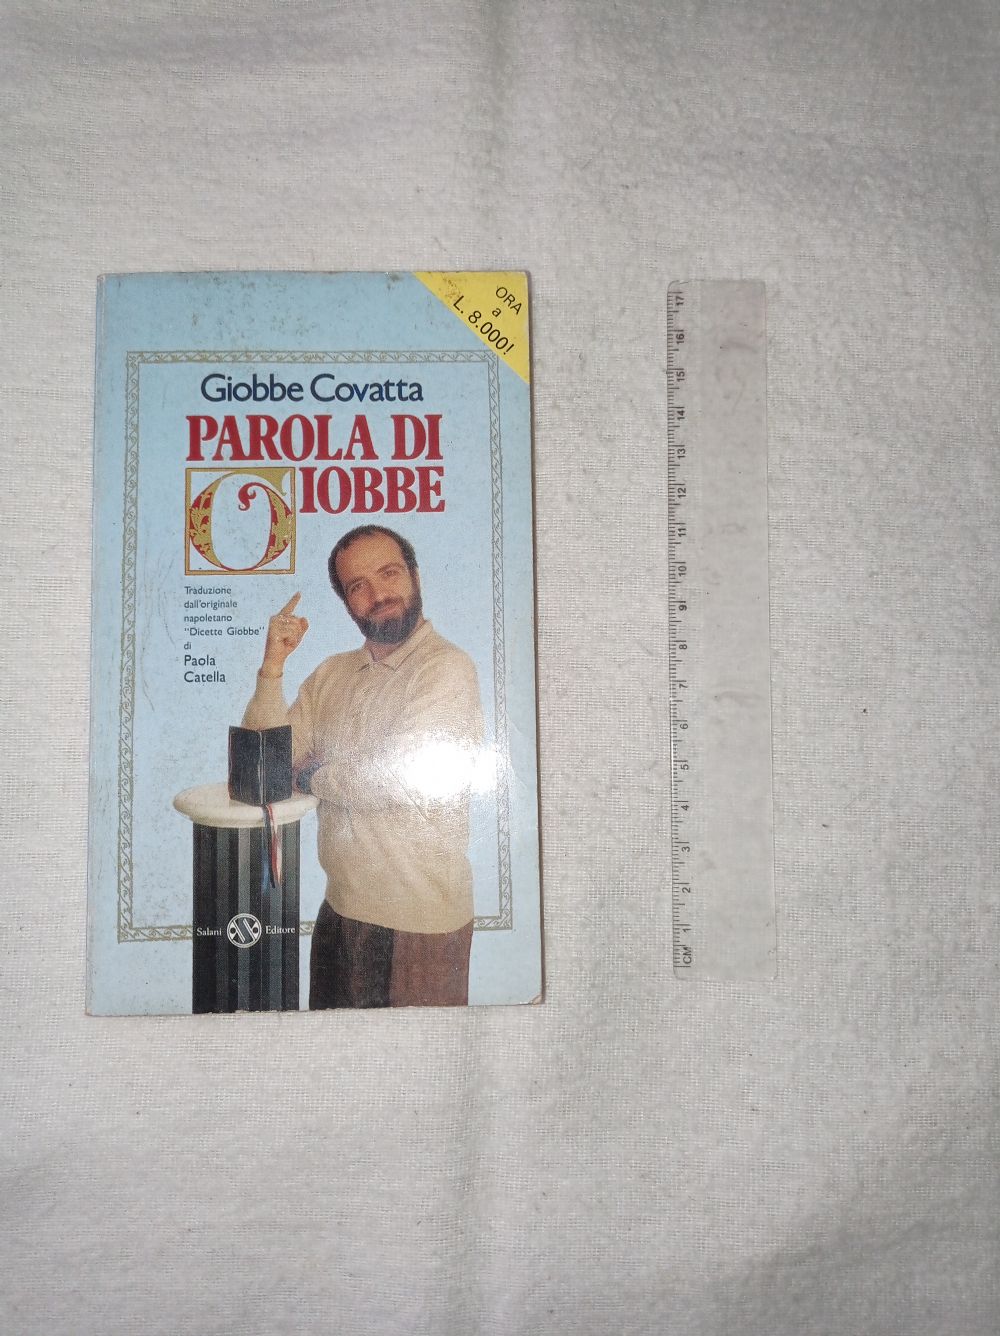 ORA
a
L. 8.000!
Giobbe Covatta
PAROLA DI
GIOBBE
Traduzione
dall'originale
napoletano
"Dicette Giobbe"
di
Paola
Catella
Salani Editore
17
16
15
14
13
12
11
10
9
8
7
6
5
4
3
2
1
CM